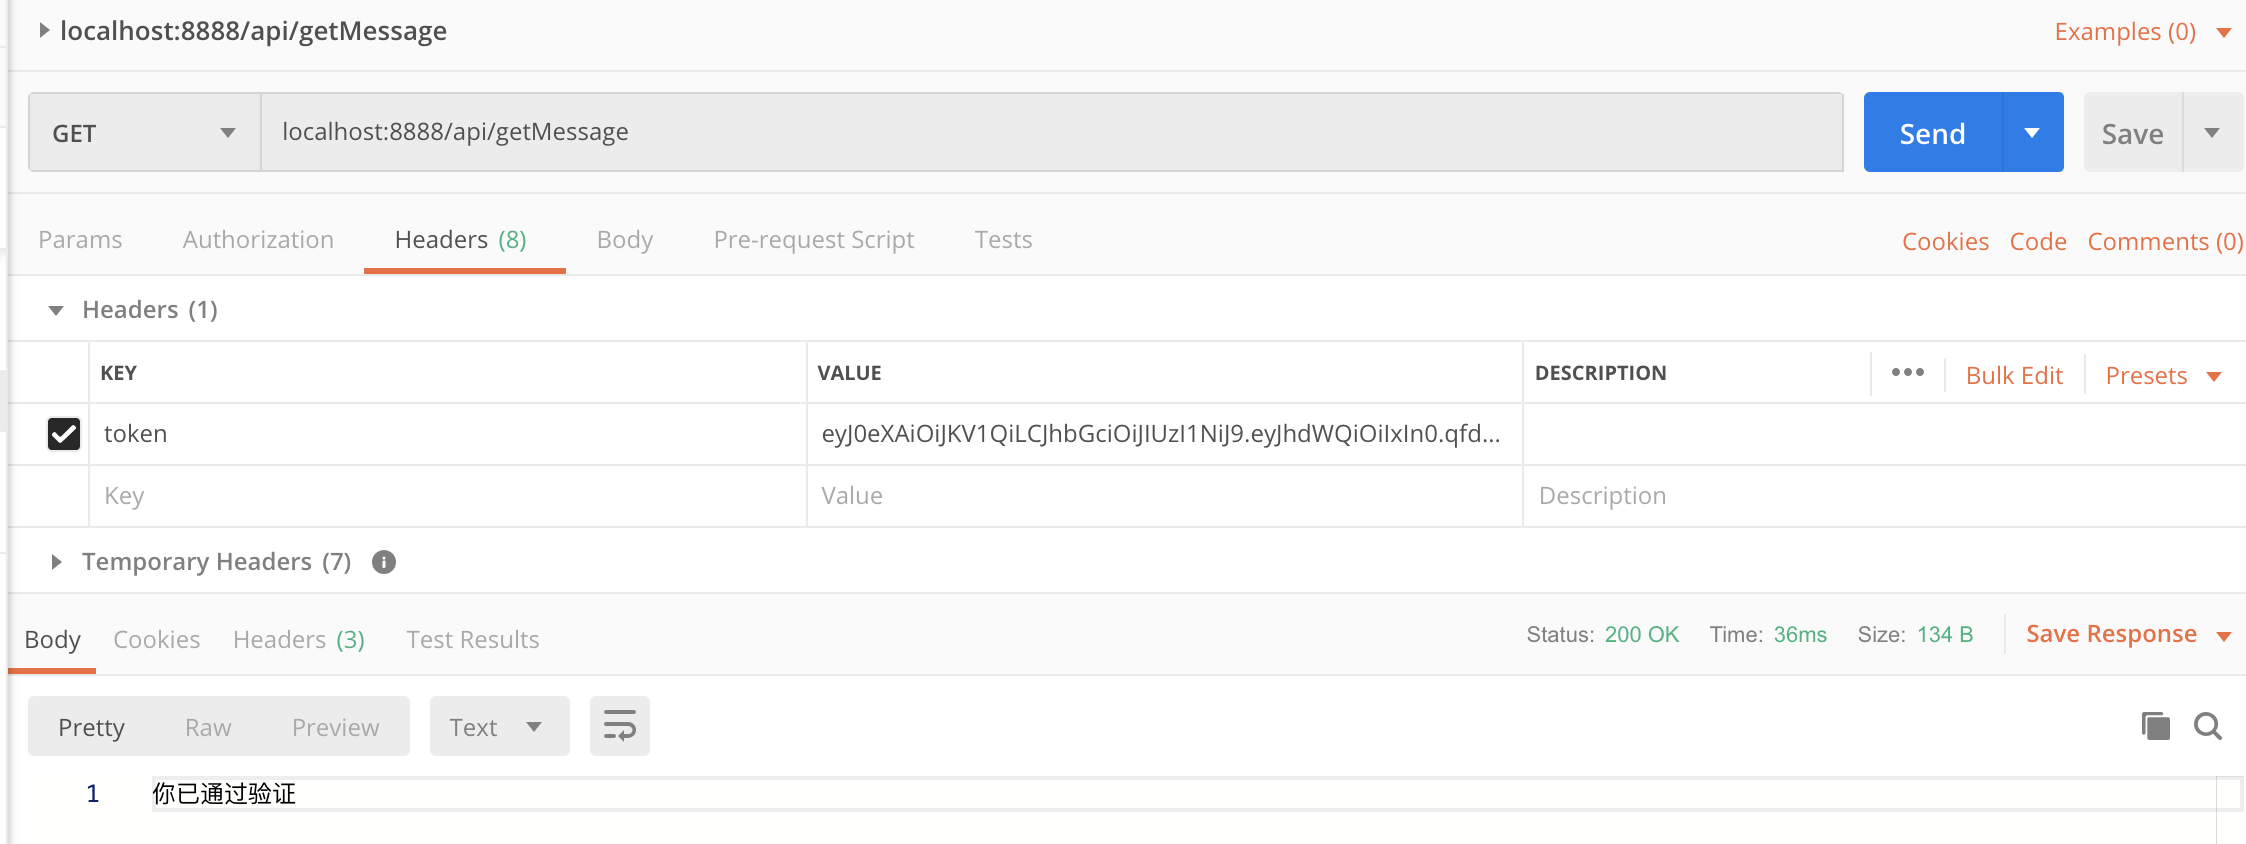 localhost:8888/api/getMessage
Examples (0)
GET
localhost:8888/api/getMessage
Send
Save
Params Authorization Headers (8) Body Pre-request Script Tests
Cookies Code Comments (0)
Headers (1)
KEY VALUE DESCRIPTION
Bulk Edit Presets
token eyJ0eXAiOiJKV1QiLCJhbGciOiJIUzI1NiJ9.eyJhdWQiOiIxIn0.qfd...
Key Value Description
Temporary Headers (7)
Body Cookies Headers (3) Test Results
Status: 200 OK Time: 36ms Size: 134 B Save Response
Pretty Raw Preview Text
1 你已通过验证